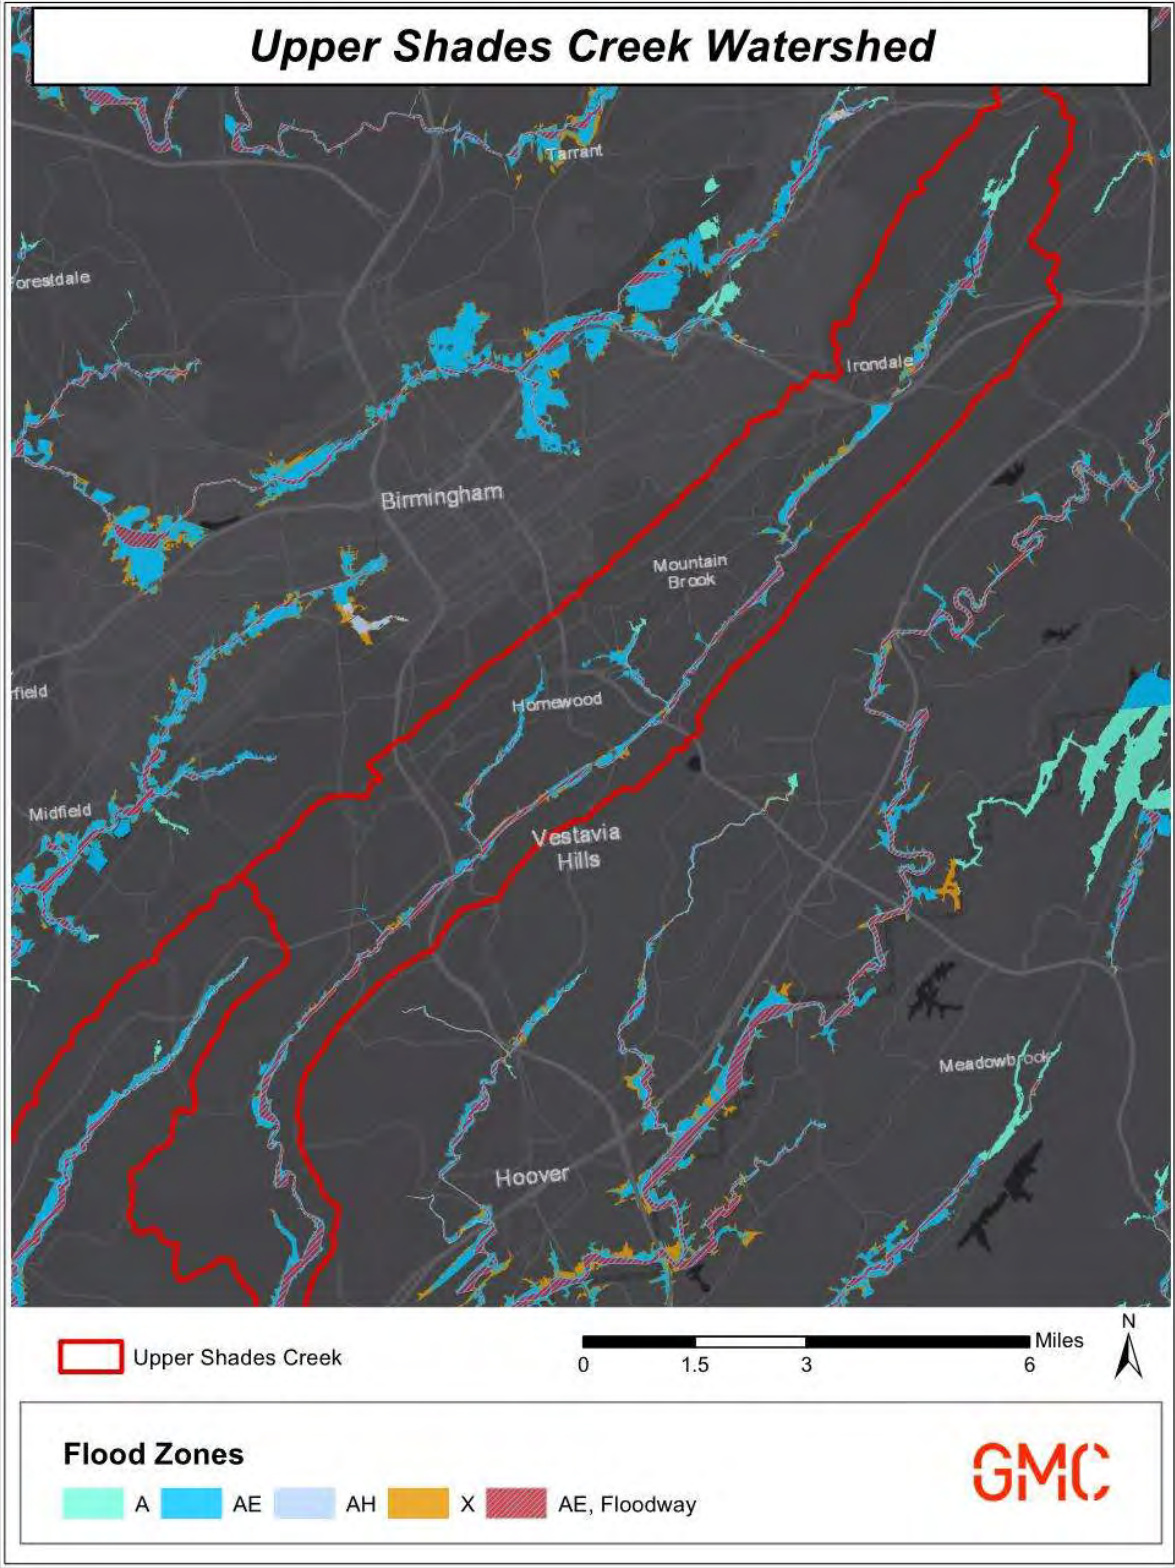 Upper Shades Creek Watershed
Tarrant
Forestdale
Irondale
Birmingham
Mountain
Brook
field
Homewood
Midfield
Vestavia
Hills
Meadowbrook
Hoover
Upper Shades Creek
0 1.5 3 6 Miles
N
Flood Zones
A AE AH X AE, Floodway
GMC